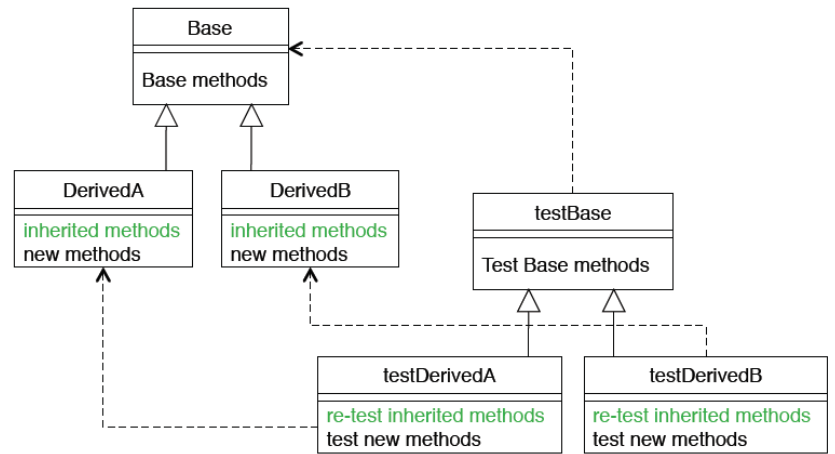 Base
Base methods
DerivedA
inherited methods
new methods
DerivedB
inherited methods
new methods
testBase
Test Base methods
testDerivedA
re-test inherited methods
test new methods
testDerivedB
re-test inherited methods
test new methods